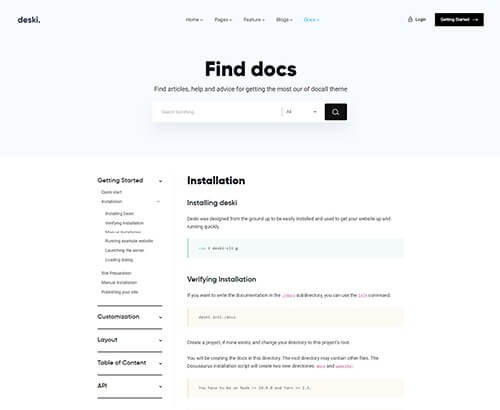 deski.
Home
Pages
Feature
Blogs
Docs
Login
Getting Started
Find docs
Find articles, help and advice for getting the most our of docall theme
All
Getting Started
Quick start
Installation
Installing Deski
Verifying Installation
Manual Installation
Running example website
Launching the server
Loading dialog
Site Preparation
Manual Installation
Publishing your site
Customization
Layout
Table of Content
API
Installation
Installing deski
Deski was designed from the ground up to be easily installed and used to get your website up and
running quickly.
Verifying Installation
If you want to write the documentation in the ./docs subdirectory, you can use the init command.
deski init ./docs
Create a project, if none exists, and change your directory to this project's root.
You will be creating the docs in this directory. The root directory may contain other files. The
Docusaurus installation script will create two new directories: docs and website.
You have to be on Node >= 10.9.0 and Yarn >= 1.5.